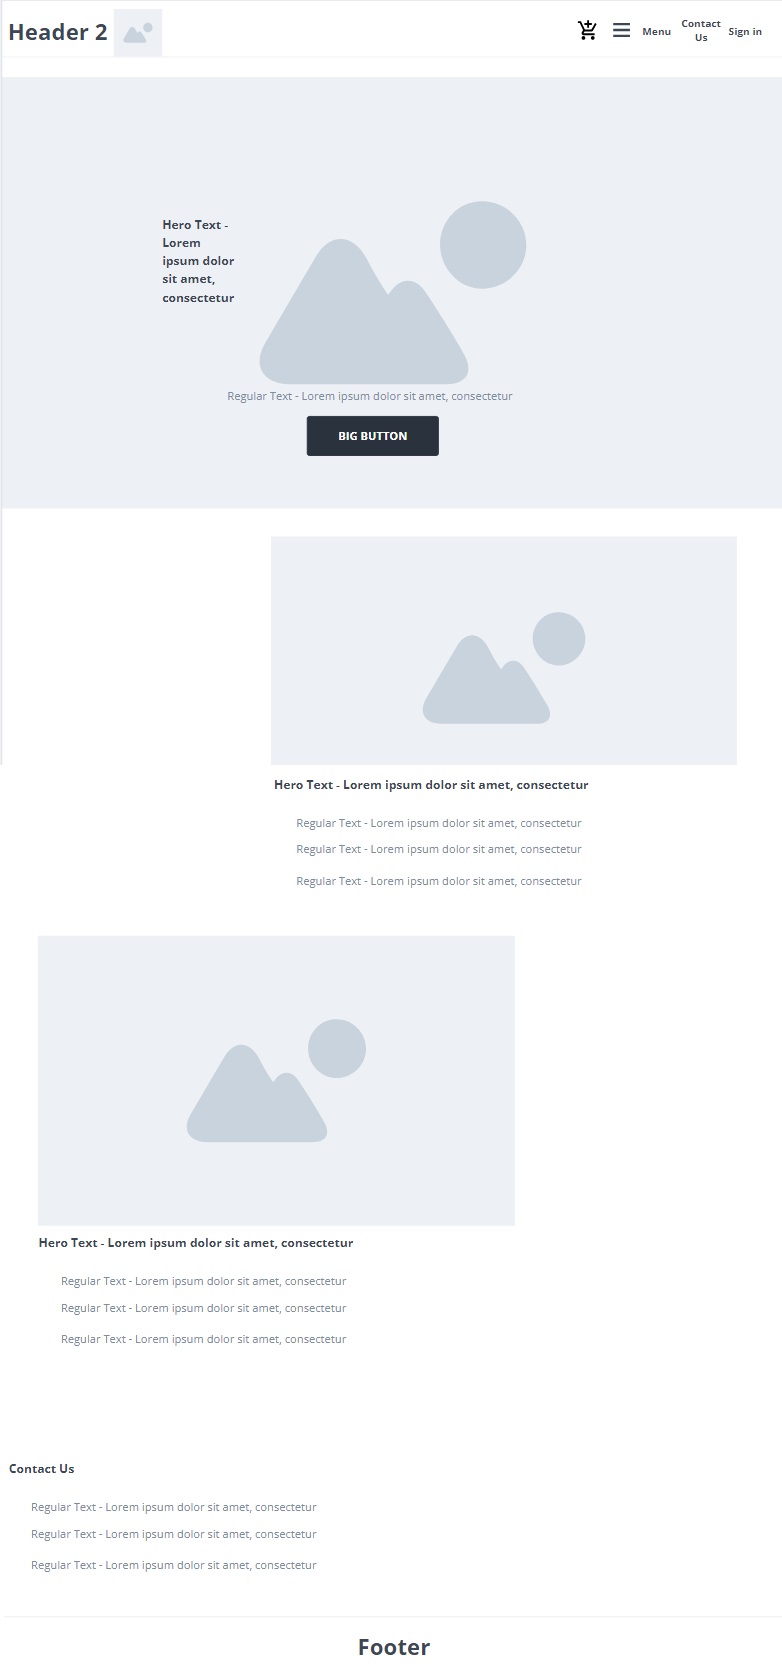 Header 2
Menu
Contact
Us
Sign in
Hero Text -
Lorem
ipsum dolor
sit amet,
consectetur
Regular Text - Lorem ipsum dolor sit amet, consectetur
BIG BUTTON
Hero Text - Lorem ipsum dolor sit amet, consectetur
Regular Text - Lorem ipsum dolor sit amet, consectetur
Regular Text - Lorem ipsum dolor sit amet, consectetur
Regular Text - Lorem ipsum dolor sit amet, consectetur
Hero Text - Lorem ipsum dolor sit amet, consectetur
Regular Text - Lorem ipsum dolor sit amet, consectetur
Regular Text - Lorem ipsum dolor sit amet, consectetur
Regular Text - Lorem ipsum dolor sit amet, consectetur
Contact Us
Regular Text - Lorem ipsum dolor sit amet, consectetur
Regular Text - Lorem ipsum dolor sit amet, consectetur
Regular Text - Lorem ipsum dolor sit amet, consectetur
Footer